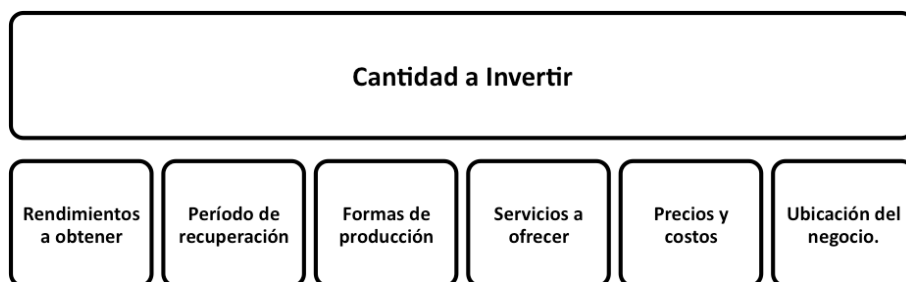 Cantidad a Invertir
Rendimientos
a obtener
Período de
recuperación
Formas de
producción
Servicios a
ofrecer
Precios y
costos
Ubicación del
negocio.